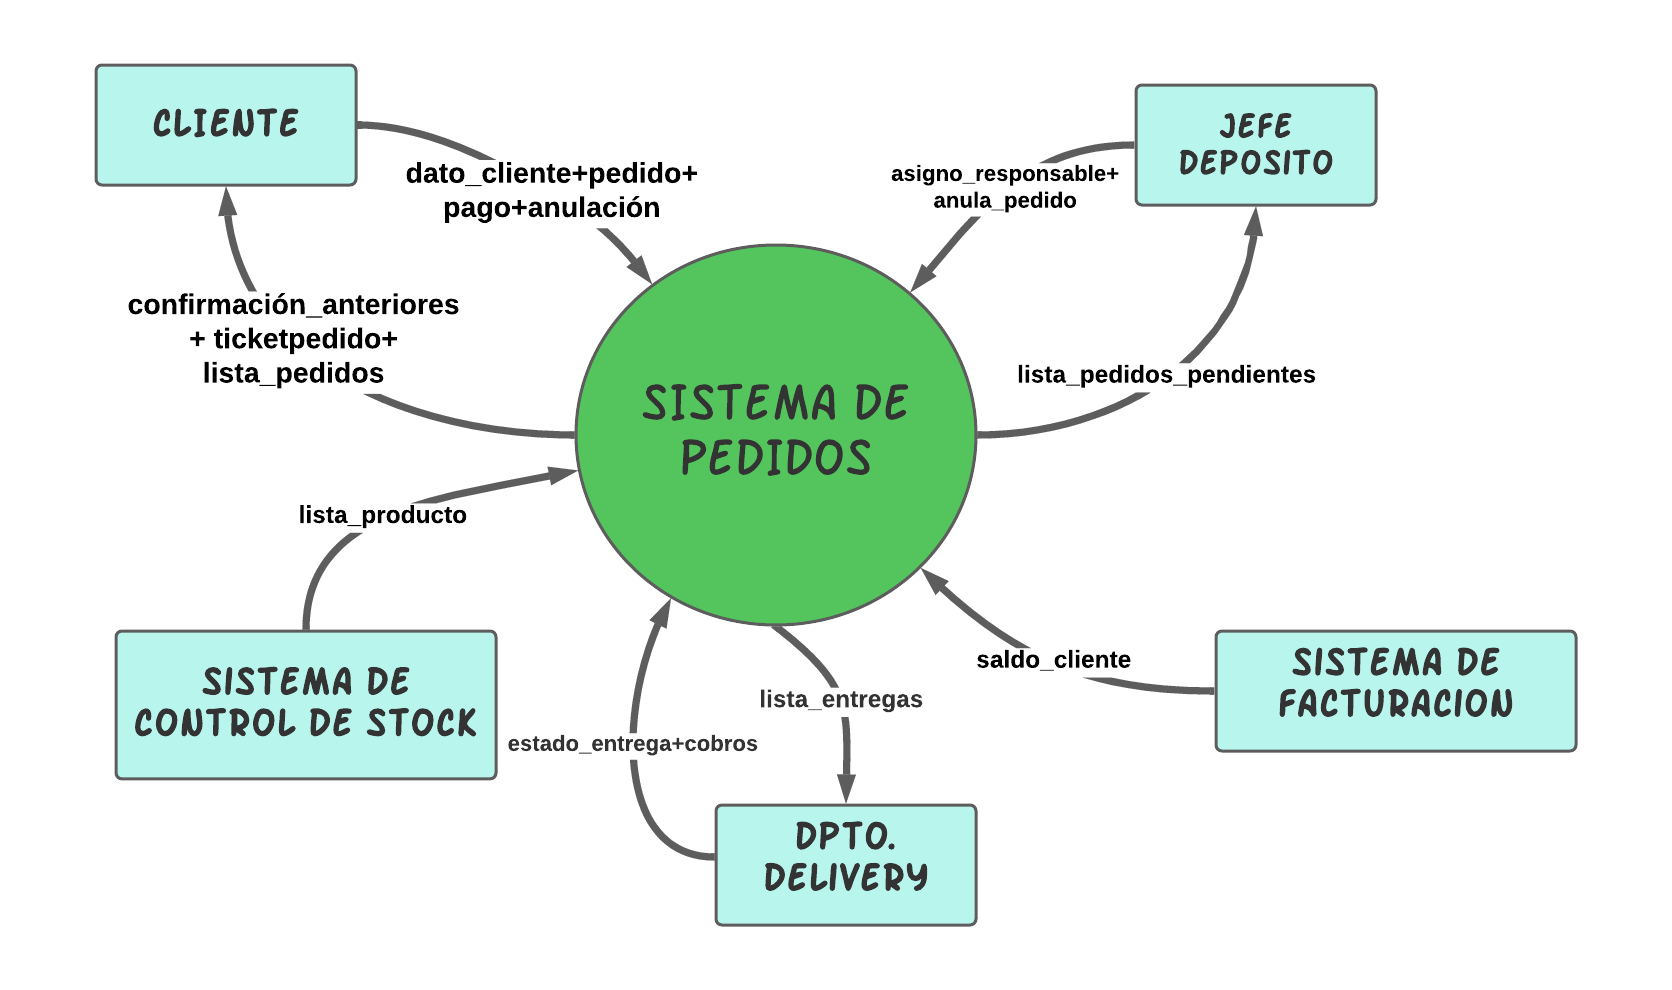 CLIENTE
JEFE
DEPOSITO
dato_cliente+pedido+
pago+anulación
asigno_responsable+
anula_pedido
confirmación_anteriores
+ ticketpedido+
lista_pedidos
lista_pedidos_pendientes
SISTEMA DE
PEDIDOS
lista_producto
SISTEMA DE
CONTROL DE STOCK
saldo_cliente
SISTEMA DE
FACTURACION
lista_entregas
estado_entrega+cobros
DPTO.
DELIVERY